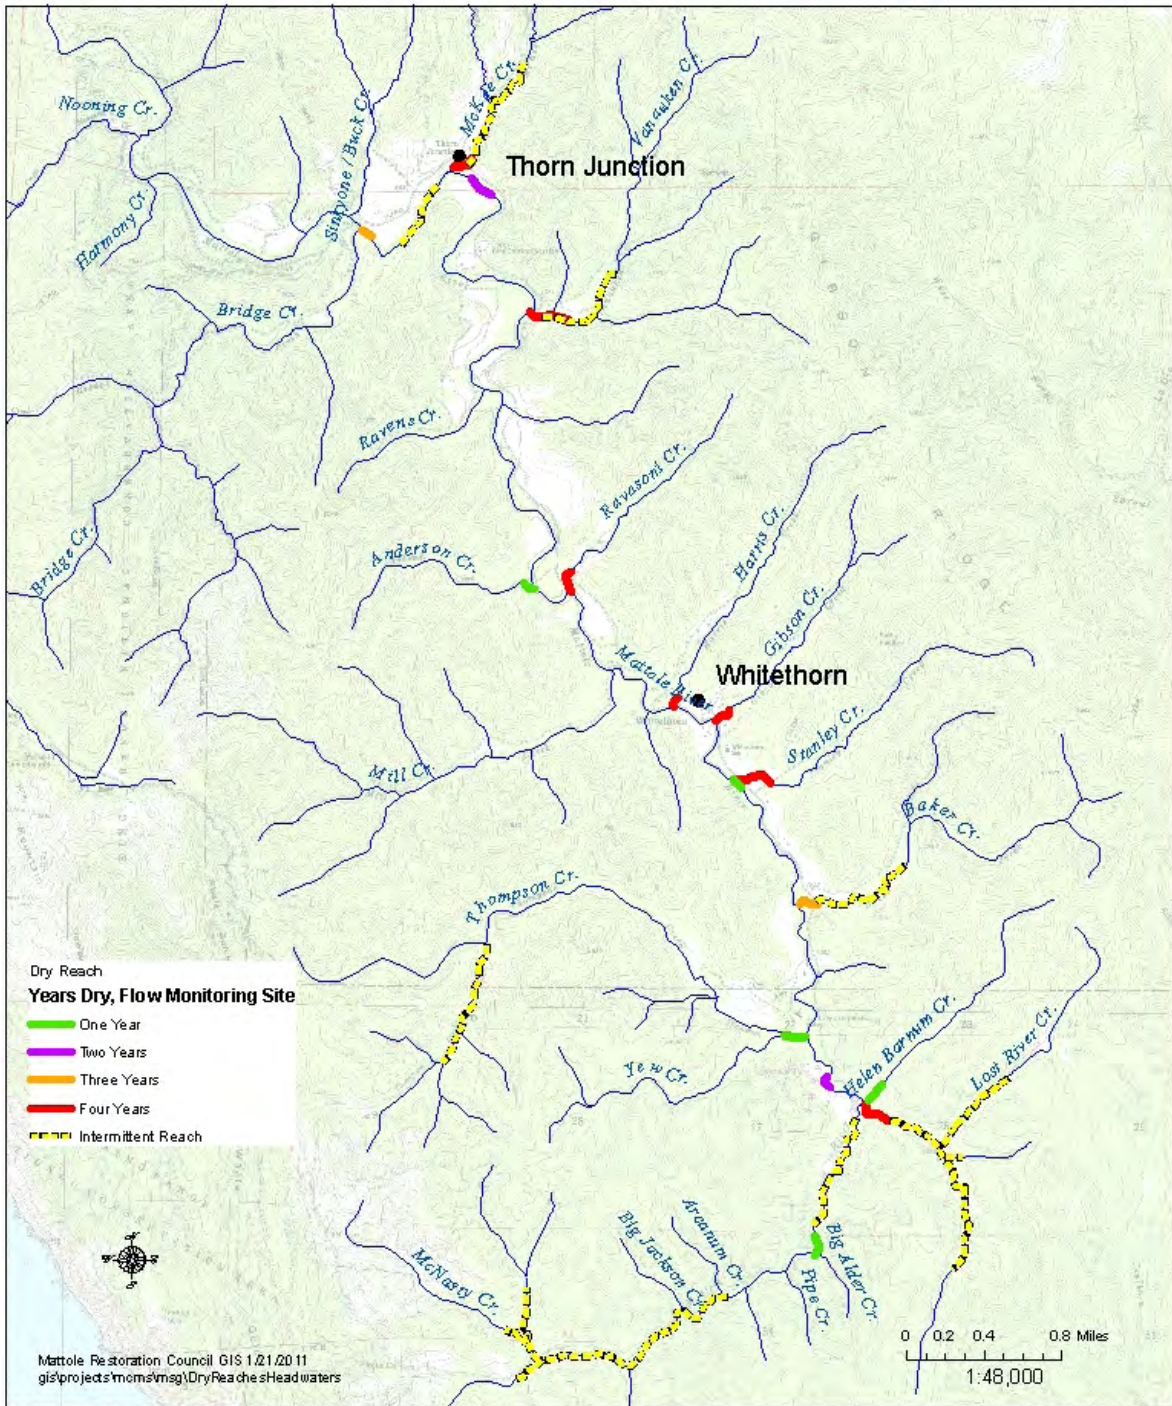 Nooning Cr.
McKee Cr.
Vanauken Cr.
Sinkyone / Buck Cr.
Thorn Junction
Harmony Cr.
Bridge Cr.
Ravens Cr.
Ravasoni Cr.
Anderson Cr.
Harris Cr.
Bridge Cr.
Gibson Cr.
Mattole River
Whitethorn
Stanley Cr.
Mill Cr.
Baker Cr.
Thompson Cr.
Dry Reach
Years Dry, Flow Monitoring Site
One Year
Two Years
Three Years
Four Years
Intermittent Reach
Helen Barnum Cr.
Lost River Cr.
Yew Cr.
Arcanum Cr.
Big Jackson Cr.
Big Alder Cr.
McNasty Cr.
Pipe Cr.
0 0.2 0.4 0.8 Miles
1:48,000
Mattole Restoration Council GIS 1/21/2011
gis\projects\mcms\msg\DryReachesHeadwaters